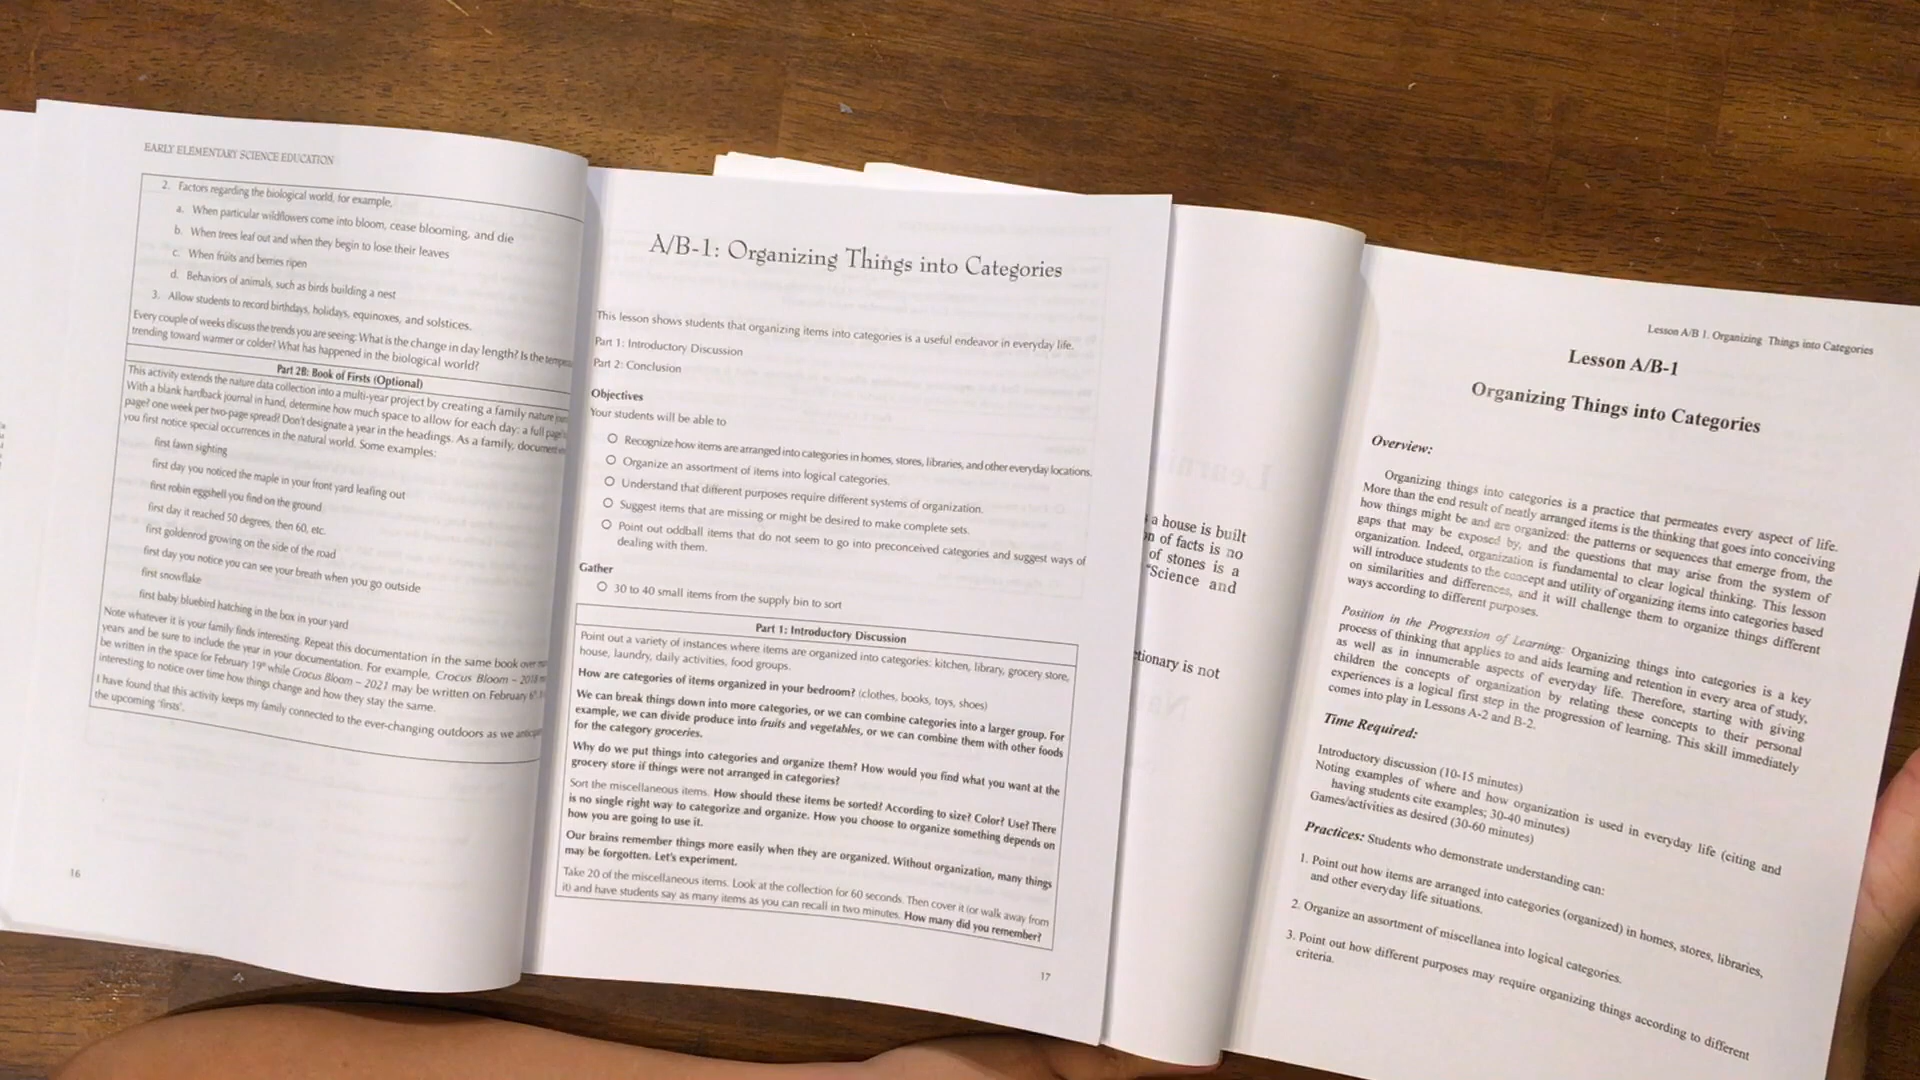 EARLY ELEMENTARY SCIENCE EDUCATION
2. Factors regarding the biological world, for example,
a. When particular wildflowers come into bloom, cease blooming, and die
b. When trees leaf out and when they begin to lose their leaves
c. When fruits and berries ripen
d. Behaviors of animals, such as birds building a nest
3. Allow students to record birthdays, holidays, equinoxes, and solstices.
Every couple of weeks discuss the trends you are seeing: What is the change in day length? Is the
trending toward warmer or colder? What has happened in the biological world?
Part 2B: Book of Firsts (Optional)
This activity extends the nature data collection into a multi-year project by creating a family nature
With a blank hardback journal in hand, determine how much space to allow for each day: a full
page? one week per two-page spread? Don't designate a year in the headings. As a family, document
you first notice special occurrences in the natural world. Some examples:
first fawn sighting
first day you noticed the maple in your front yard leafing out
first robin eggshell you find on the ground
first day it reached 50 degrees, then 60, etc.
first goldenrod growing on the side of the road
first day you notice you can see your breath when you go outside
first snowflake
first baby bluebird hatching in the box in your yard
Note whatever it is your family finds interesting. Repeat this documentation in the same book over
years and be sure to include the year in your documentation. For example, Crocus Bloom – 2018
be written in the space for February 19th while Crocus Bloom – 2021 may be written on February
interesting to notice over time how things change and how they stay the same.
I have found that this activity keeps my family connected to the ever-changing outdoors as we
the upcoming 'firsts'.
16
A/B-1: Organizing Things into Categories
This lesson shows students that organizing items into categories is a useful endeavor in everyday life.
Part 1: Introductory Discussion
Part 2: Conclusion
Objectives
Your students will be able to
O Recognize how items are arranged into categories in homes, stores, libraries, and other everyday locations.
O Organize an assortment of items into logical categories.
O Understand that different purposes require different systems of organization.
O Suggest items that are missing or might be desired to make complete sets.
O Point out oddball items that do not seem to go into preconceived categories and suggest ways of
dealing with them.
Gather
O 30 to 40 small items from the supply bin to sort
Part 1: Introductory Discussion
Point out a variety of instances where items are organized into categories: kitchen, library, grocery store,
house, laundry, daily activities, food groups.
How are categories of items organized in your bedroom? (clothes, books, toys, shoes)
We can break things down into more categories, or we can combine categories into a larger group. For
example, we can divide produce into fruits and vegetables, or we can combine them with other foods
for the category groceries.
Why do we put things into categories and organize them? How would you find what you want at the
grocery store if things were not arranged in categories?
Sort the miscellaneous items. How should these items be sorted? According to size? Color? Use? There
is no single right way to categorize and organize. How you choose to organize something depends on
how you are going to use it.
Our brains remember things more easily when they are organized. Without organization, many things
may be forgotten. Let's experiment.
Take 20 of the miscellaneous items. Look at the collection for 60 seconds. Then cover it (or walk away from
it) and have students say as many items as you can recall in two minutes. How many did you remember?
17
a house is built
of facts is no
of stones is a
"Science and
is not
Lesson A/B 1. Organizing Things into Categories
Lesson A/B-1
Organizing Things into Categories
Overview:
Organizing things into categories is a practice that permeates every aspect of life.
More than the end result of neatly arranged items is the thinking that goes into conceiving
how things might be and are organized: the patterns or sequences that emerge from, the
gaps that may be exposed by, and the questions that may arise from the system of
organization. Indeed, organization is fundamental to clear logical thinking. This lesson
will introduce students to the concept and utility of organizing items into categories based
on similarities and differences, and it will challenge them to organize things different
ways according to different purposes.
Position in the Progression of Learning: Organizing things into categories is a key
process of thinking that applies to and aids learning and retention in every area of study,
as well as in innumerable aspects of everyday life. Therefore, starting with giving
children the concepts of organization by relating these concepts to their personal
experiences is a logical first step in the progression of learning. This skill immediately
comes into play in Lessons A-2 and B-2.
Time Required:
Introductory discussion (10-15 minutes)
Noting examples of where and how organization is used in everyday life (citing and
having students cite examples; 30-40 minutes)
Games/activities as desired (30-60 minutes)
Practices: Students who demonstrate understanding can:
1. Point out how items are arranged into categories (organized) in homes, stores, libraries,
and other everyday life situations.
2. Organize an assortment of miscellanea into logical categories.
3. Point out how different purposes may require organizing things according to different
criteria.